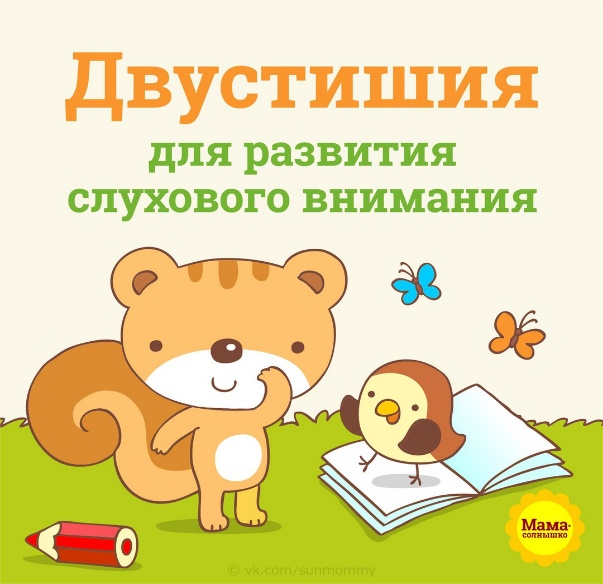 Двустишия
для развития
слухового внимания
Мама-
солнышко
© vk.com/sunmommy